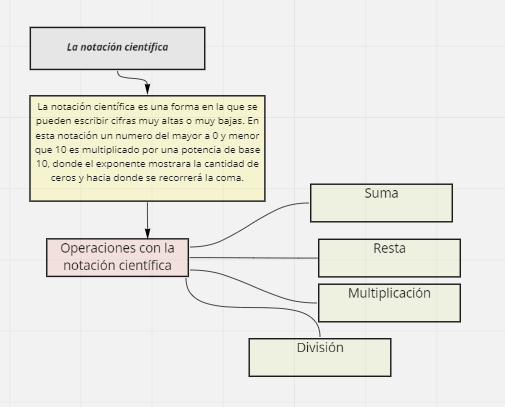 La notación científica
La notación científica es una forma en la que se
pueden escribir cifras muy altas o muy bajas. En
esta notación un numero del mayor a 0 y menor
que 10 es multiplicado por una potencia de base
10, donde el exponente mostrara la cantidad de
ceros y hacia donde se recorrerá la coma.
Operaciones con la
notación científica
Suma
Resta
Multiplicación
División